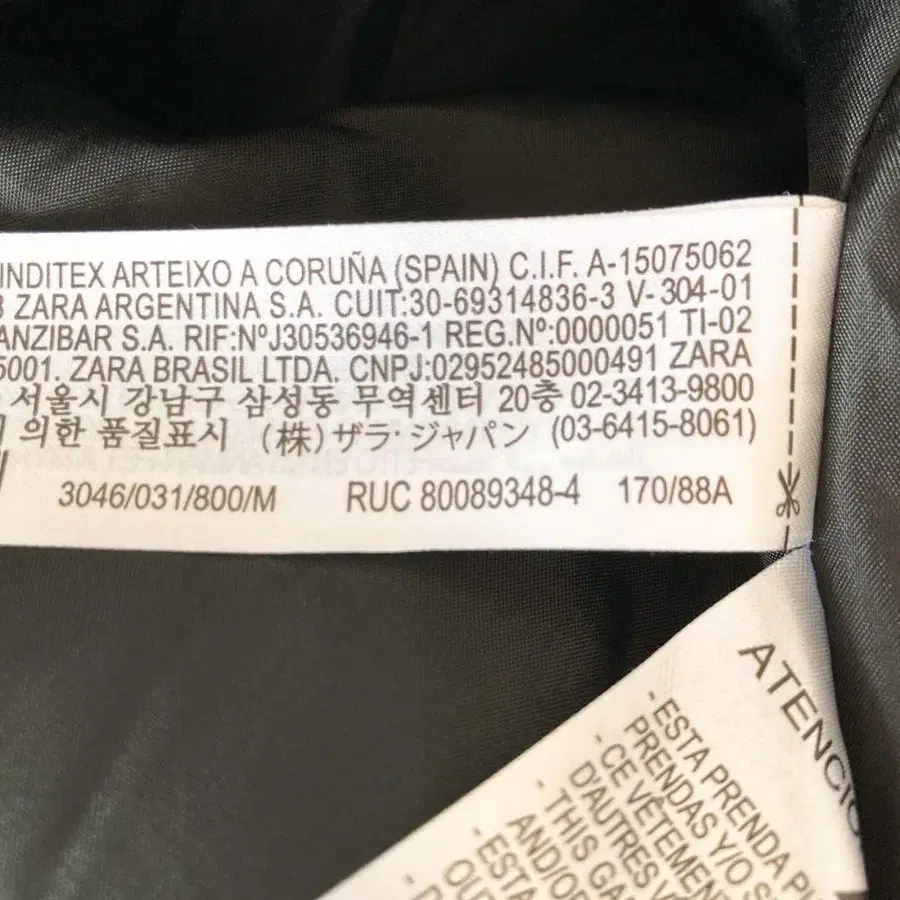 INDITEX ARTEIXO A CORUÑA (SPAIN) C.I.F. A-15075062
ZARA ARGENTINA S.A. CUIT:30-69314836-3 V-304-01
ANZIBAR S.A. RIF:NºJ30536946-1 REG.Nº:0000051 TI-02
5001. ZARA BRASIL LTDA. CNPJ:02952485000491 ZARA
서울시 강남구 삼성동 무역센터 20층 02-3413-9800
의한 품질표시 (株)ザラ・ジャパン (03-6415-8061)
3046/031/800/M RUC 80089348-4 170/88A
ATENCIÓ
- ESTA PRENDA PU
PRENDAS Y/O S
- CE VÊTEMENT
D'AUTRES V
- THIS GA
AND/OR
- ESTA
OUT